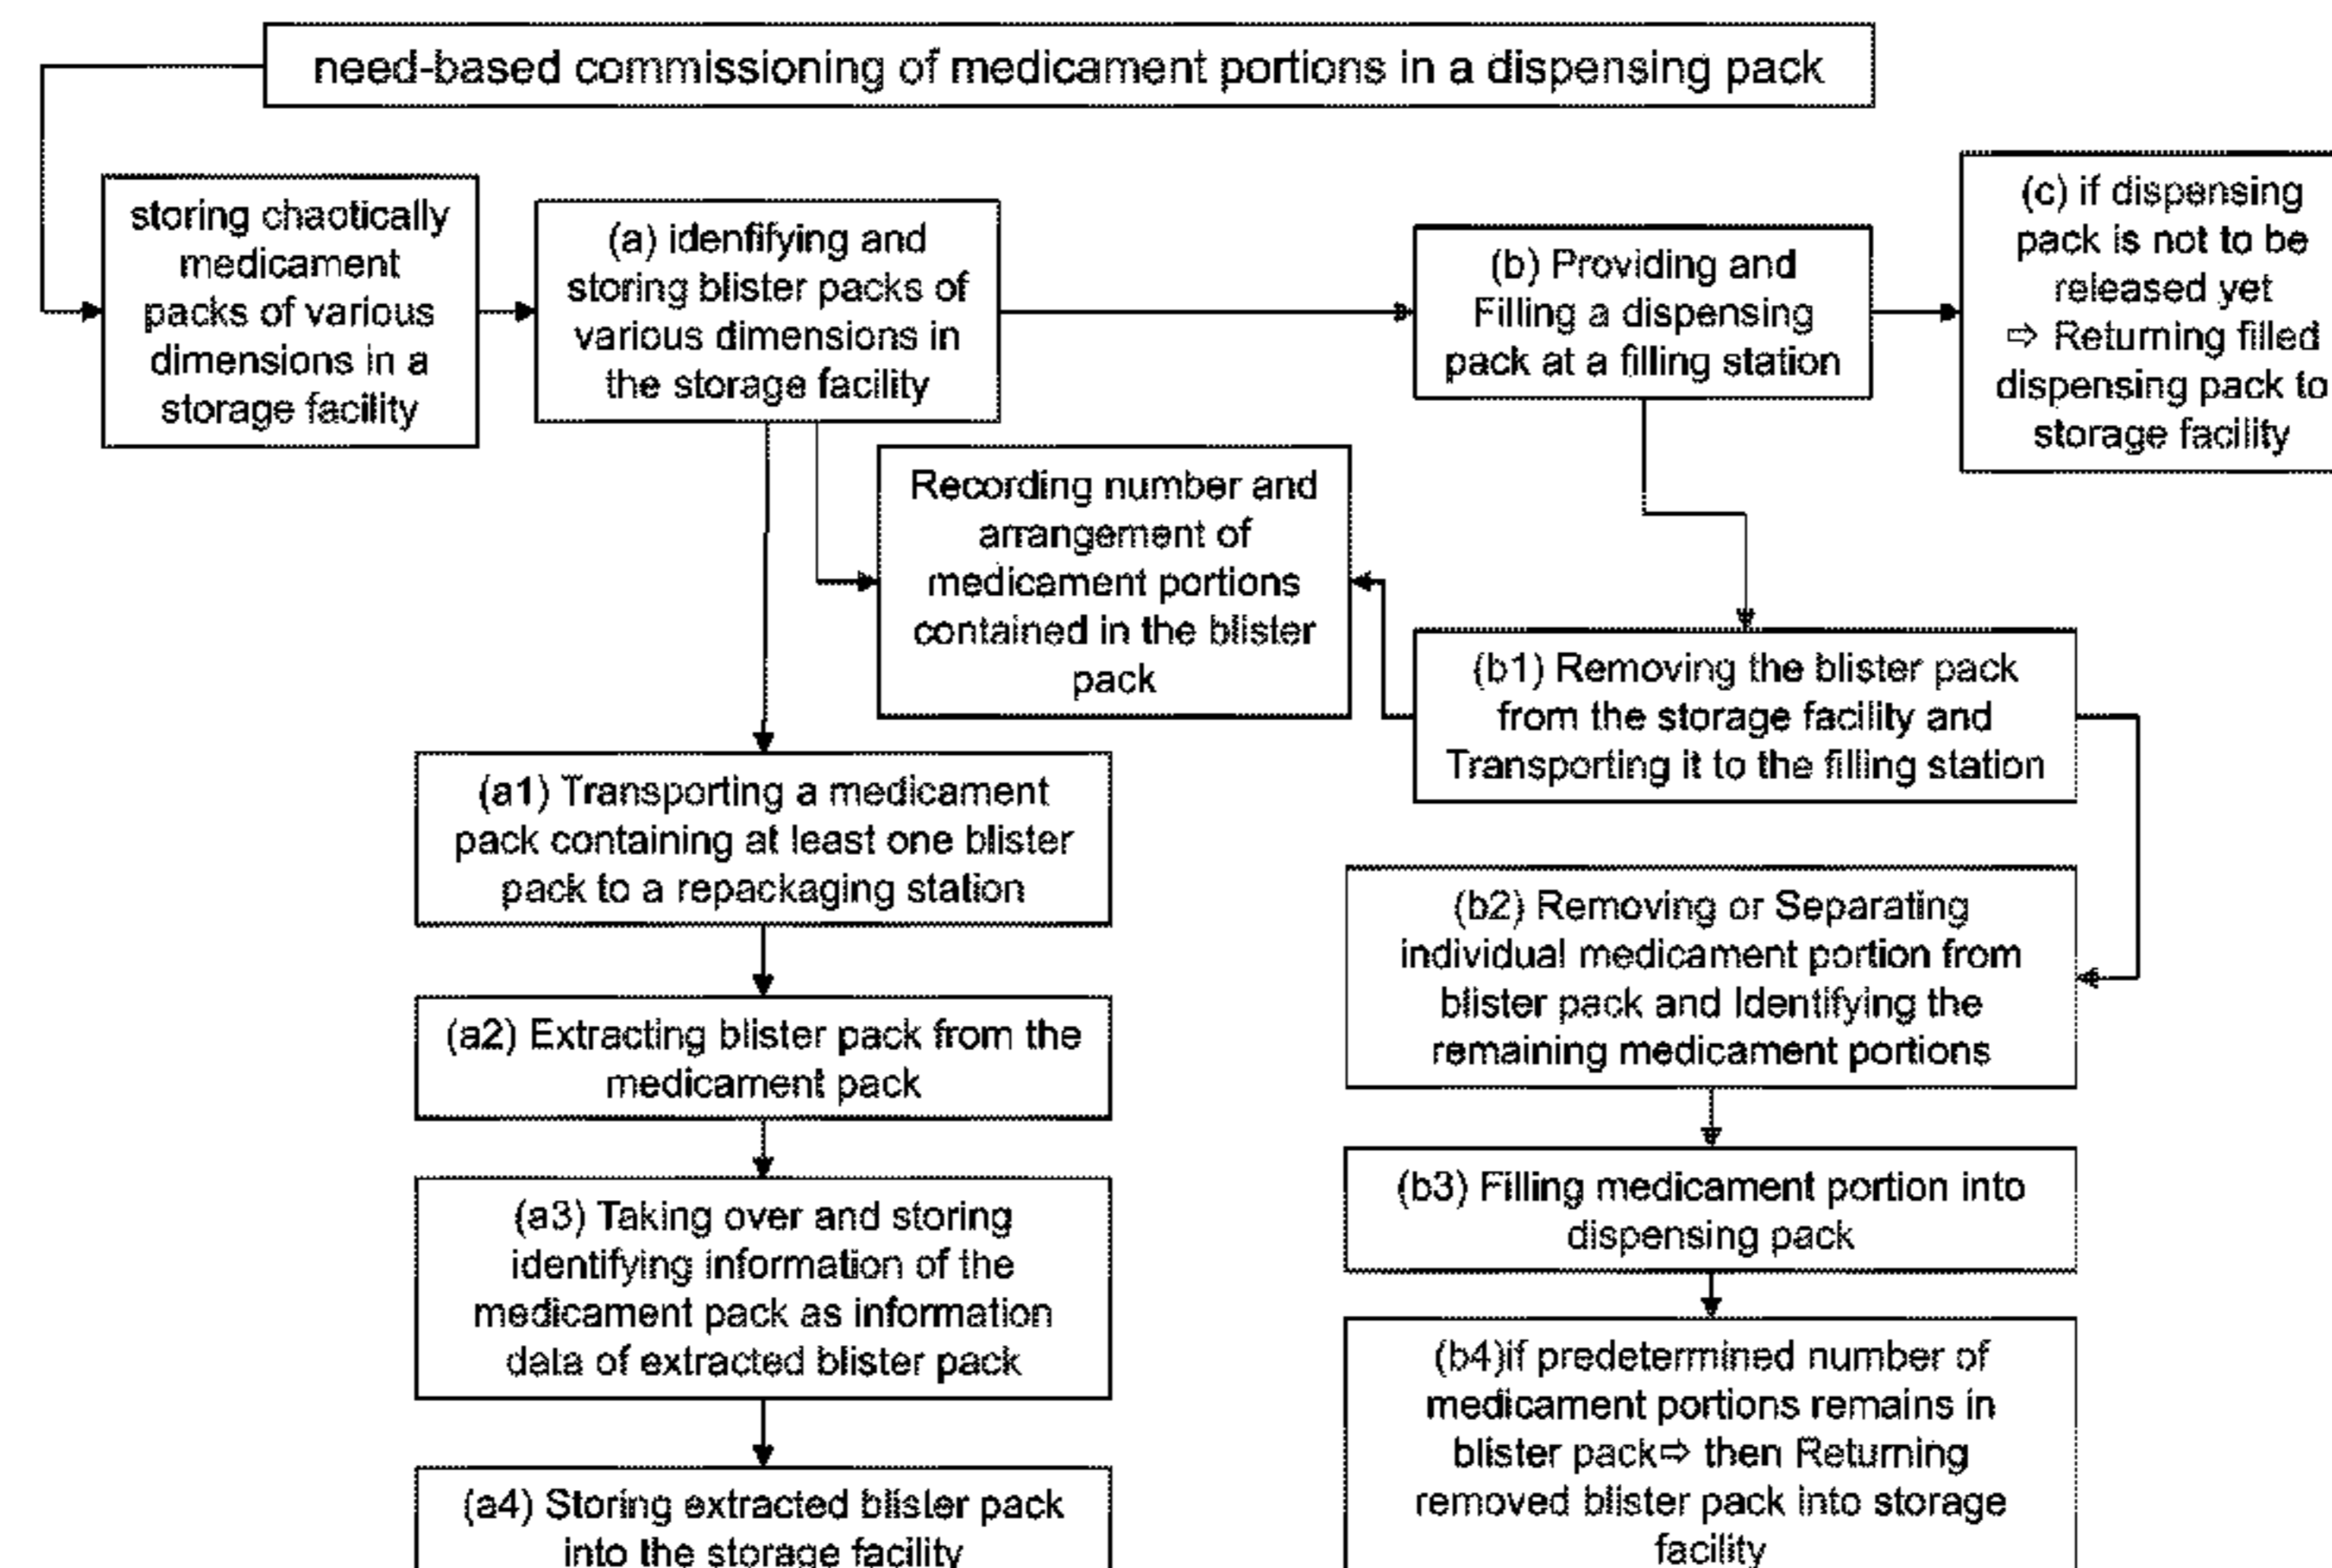 need-based commissioning of medicament portions in a dispensing pack
storing chaotically
medicament
packs of various
dimensions in a
storage facility
(a) idenfifying and
storing blister packs of
various dimensions in
the storage facility
(b) Providing and
Filling a dispensing
pack at a filling station
(c) if dispensing
pack is not to be
released yet
⇨ Returning filled
dispensing pack to
storage facility
Recording number and
arrangement of
medicament portions
contained in the blister
pack
(a1) Transporting a medicament
pack containing at least one blister
pack to a repackaging station
(a2) Extracting blister pack from the
medicament pack
(a3) Taking over and storing
identifying information of the
medicament pack as information
data of extracted blister pack
(a4) Storing extracted blister pack
into the storage facility
(b1) Removing the blister pack
from the storage facility and
Transporting it to the filling station
(b2) Removing or Separating
individual medicament portion from
blister pack and Identifying the
remaining medicament portions
(b3) Filling medicament portion into
dispensing pack
(b4)if predetermined number of
medicament portions remains in
blister pack⇨ then Returning
removed blister pack into storage
facility